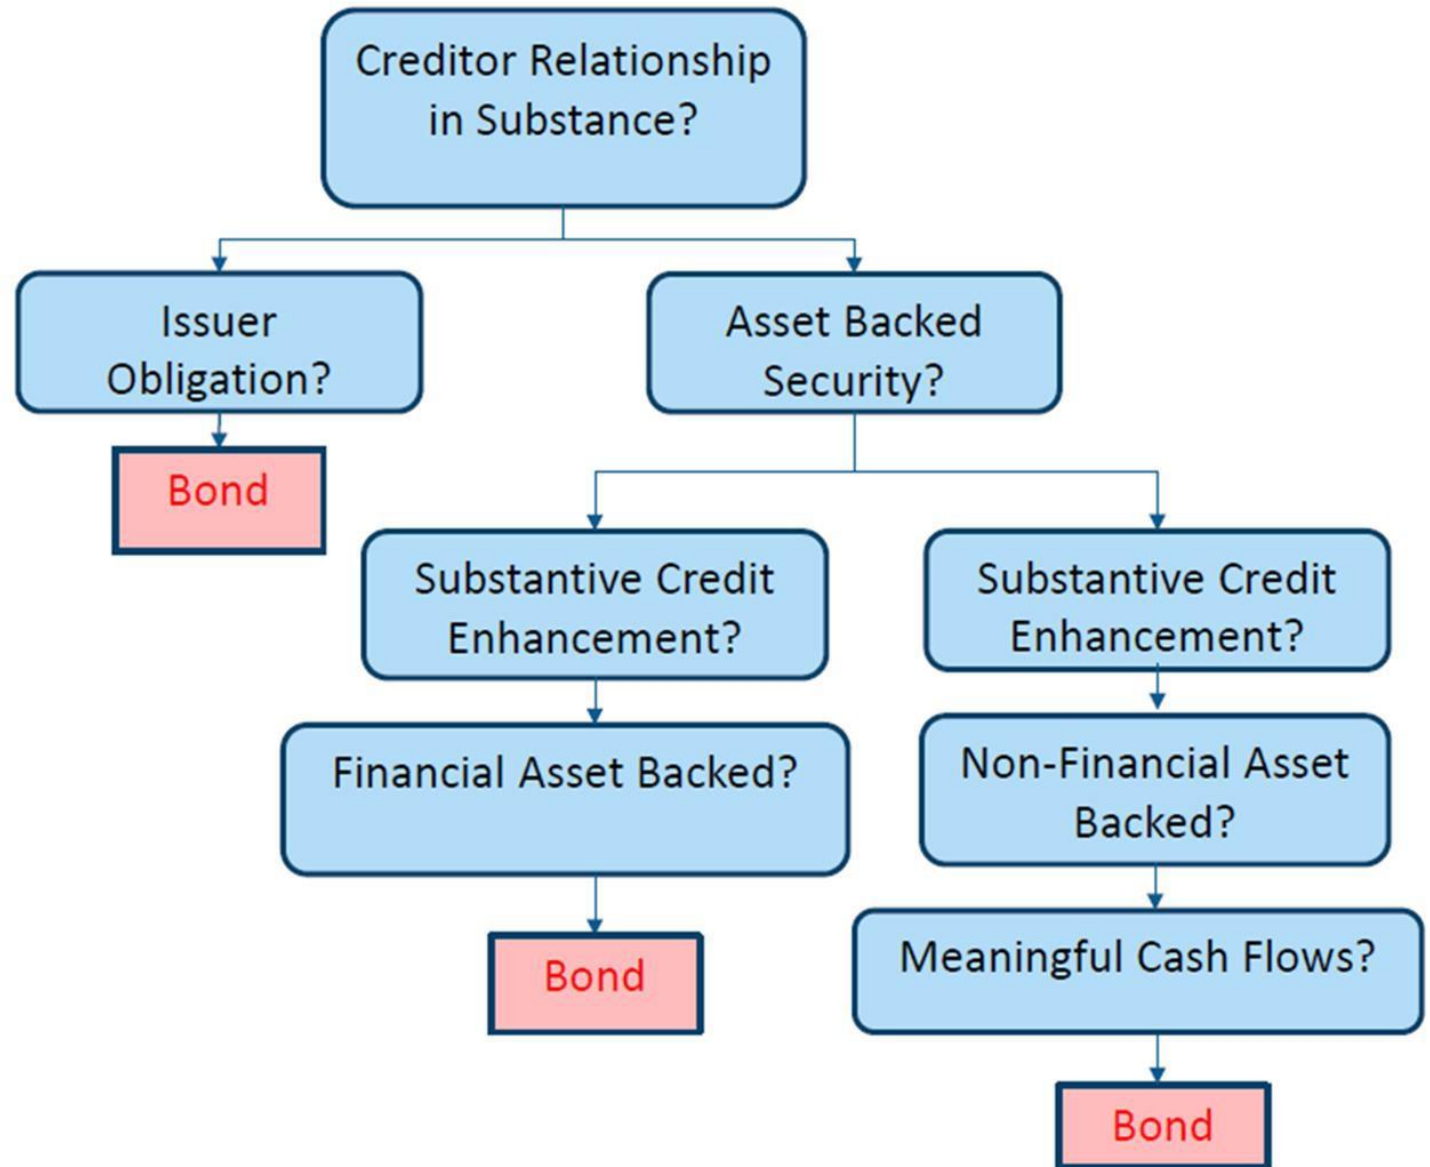 Creditor Relationship
in Substance?
Issuer
Obligation?
Asset Backed
Security?
Bond
Substantive Credit
Enhancement?
Substantive Credit
Enhancement?
Financial Asset Backed?
Non-Financial Asset
Backed?
Bond
Meaningful Cash Flows?
Bond